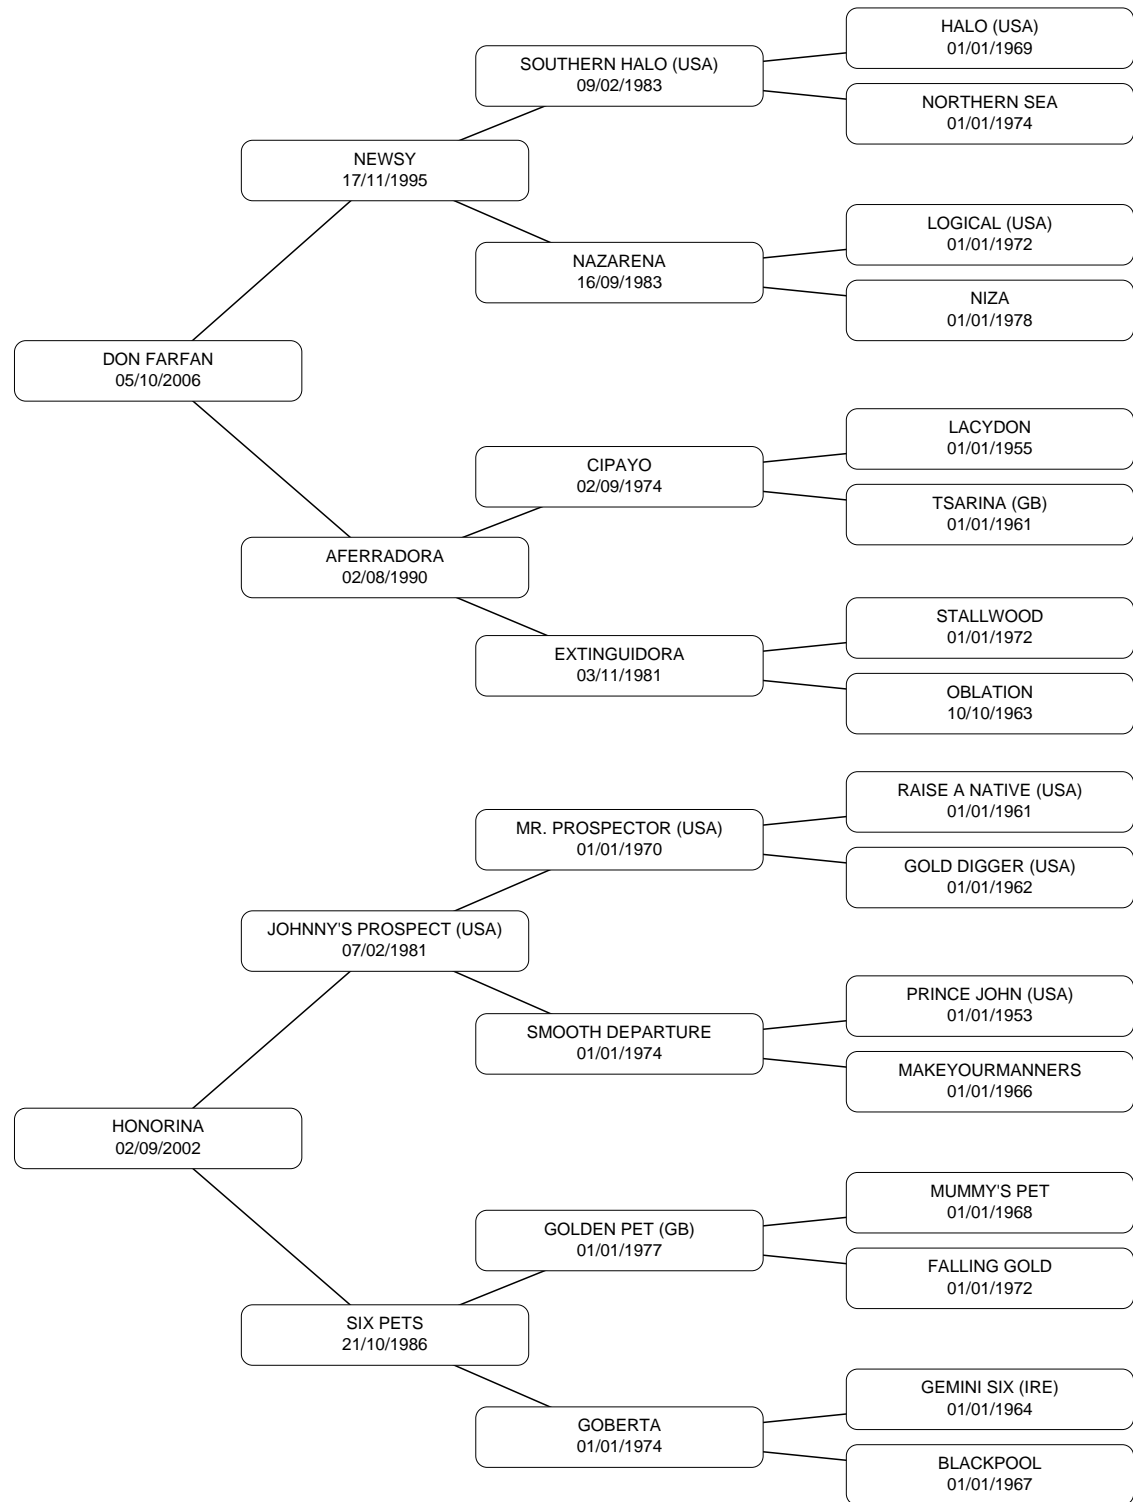 HALO (USA)
01/01/1969
SOUTHERN HALO (USA)
09/02/1983
NORTHERN SEA
01/01/1974
NEWSY
17/11/1995
LOGICAL (USA)
01/01/1972
NAZARENA
16/09/1983
NIZA
01/01/1978
DON FARFAN
05/10/2006
LACYDON
01/01/1955
CIPAYO
02/09/1974
TSARINA (GB)
01/01/1961
AFERRADORA
02/08/1990
STALLWOOD
01/01/1972
EXTINGUIDORA
03/11/1981
OBLATION
10/10/1963
RAISE A NATIVE (USA)
01/01/1961
MR. PROSPECTOR (USA)
01/01/1970
GOLD DIGGER (USA)
01/01/1962
JOHNNY'S PROSPECT (USA)
07/02/1981
PRINCE JOHN (USA)
01/01/1953
SMOOTH DEPARTURE
01/01/1974
MAKEYOURMANNERS
01/01/1966
HONORINA
02/09/2002
MUMMY'S PET
01/01/1968
GOLDEN PET (GB)
01/01/1977
FALLING GOLD
01/01/1972
SIX PETS
21/10/1986
GEMINI SIX (IRE)
01/01/1964
GOBERTA
01/01/1974
BLACKPOOL
01/01/1967